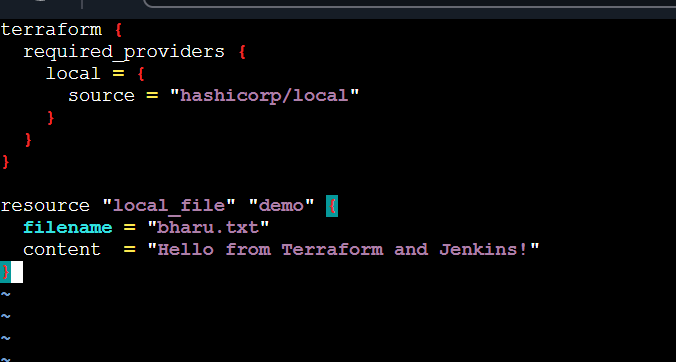 terraform {
  required_providers {
    local = {
      source = "hashicorp/local"
    }
  }
}

resource "local_file" "demo" {
  filename = "bharu.txt"
  content  = "Hello from Terraform and Jenkins!"
}
~
~
~
~